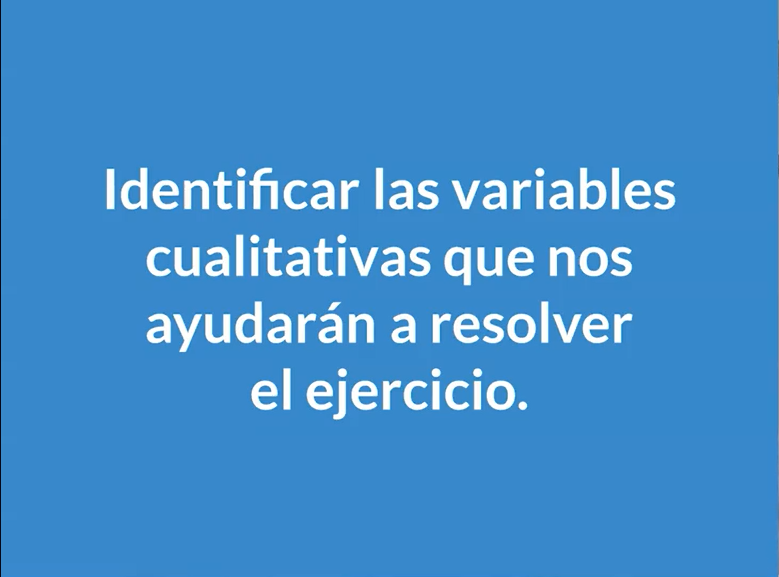 Identificar las variables
cualitativas que nos
ayudarán a resolver
el ejercicio.